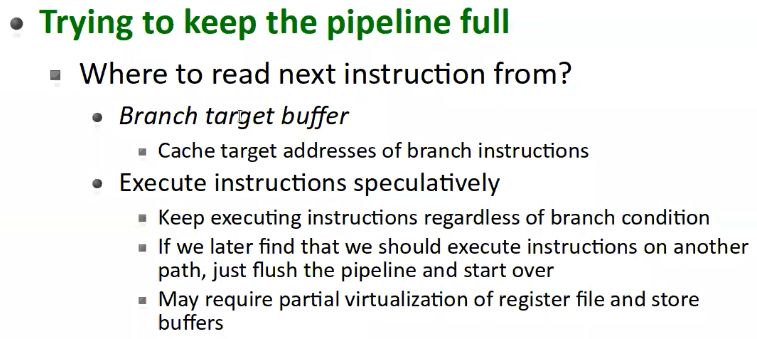 Trying to keep the pipeline full
Where to read next instruction from?
Branch target buffer
Cache target addresses of branch instructions
Execute instructions speculatively
Keep executing instructions regardless of branch condition
If we later find that we should execute instructions on another
path, just flush the pipeline and start over
May require partial virtualization of register file and store
buffers